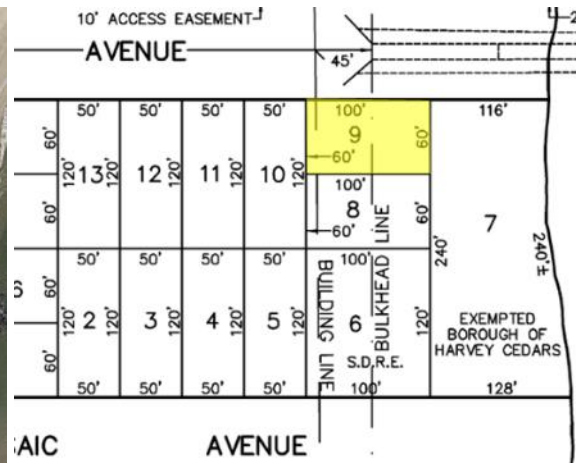 10' ACCESS EASEMENT
AVENUE
45'
50' 50' 50' 50' 100' 116'
60' 120' 13 120' 12 120' 11 120' 10 120' 9 60'
60'
100'
60' 8 60' 7
60'
50' 50' 50' 50' 100' 240' 240'±
BUILDING LINE
BULKHEAD LINE
60' 120' 2 120' 3 120' 4 120' 5 120' 6 120'
60'
S.D.R.E.
EXEMPTED
BOROUGH OF
HARVEY CEDARS
50' 50' 50' 50' 100' 128'
AIC AVENUE